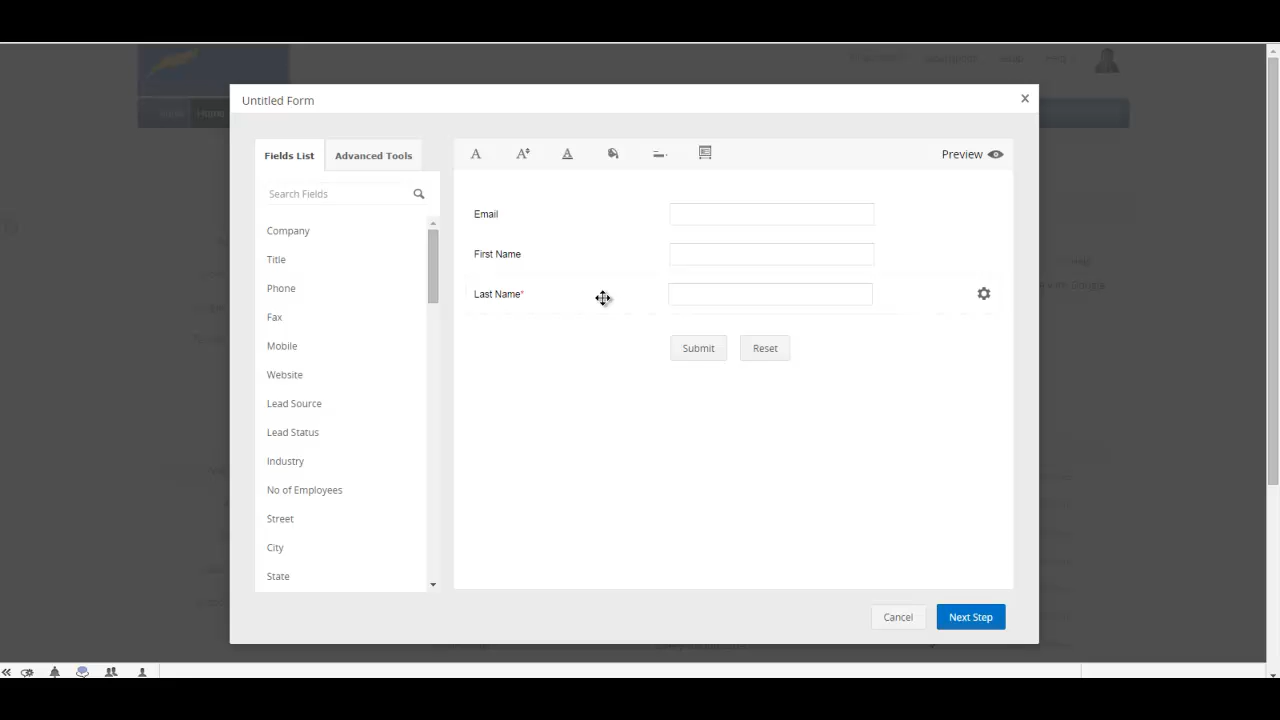 Untitled Form
Fields List
Advanced Tools
Preview
Search Fields
Company
Title
Phone
Fax
Mobile
Website
Lead Source
Lead Status
Industry
No of Employees
Street
City
State
Email
First Name
Last Name*
Submit
Reset
Cancel
Next Step
Home